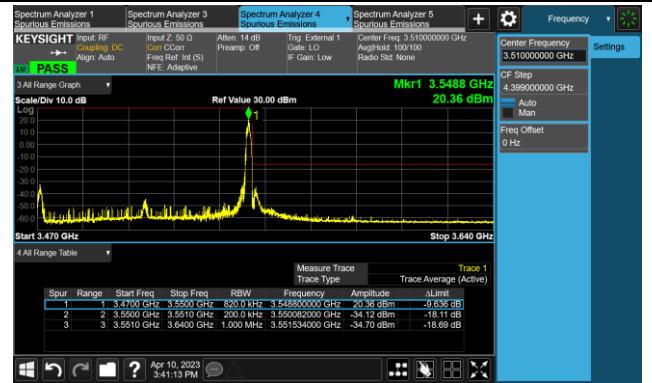 Spectrum Analyzer 1 Spurious Emissions
Spectrum Analyzer 3 Spurious Emissions
Spectrum Analyzer 4 Spurious Emissions
Spectrum Analyzer 5 Spurious Emissions
+
Frequency
KEYSIGHT
Input: RF
Coupling: DC
Align: Auto
Input Z: 50 Ω
Corr CCorr
Freq Ref: Int (S)
NFE: Adaptive
Atten: 14 dB
Preamp: Off
Trig: External 1
Gate: LO
IF Gain: Low
Center Freq: 3.510000000 GHz
Avg|Hold: 100/100
Radio Std: None
PASS
Center Frequency
3.510000000 GHz
Settings
CF Step
4.399000000 GHz
Auto
Man
Freq Offset
0 Hz
3 All Range Graph
Mkr1 3.5488 GHz
Scale/Div 10.0 dB
Ref Value 30.00 dBm
20.36 dBm
Log
1
20.0
10.0
0.00
-10.0
-20.0
-30.0
-40.0
-50.0
-60.0
Start 3.470 GHz
Stop 3.640 GHz
4 All Range Table
Measure Trace Trace 1
Trace Type Trace Average (Active)
Spur Range Start Freq Stop Freq RBW Frequency Amplitude ΔLimit
1 1 3.4700 GHz 3.5500 GHz 820.0 kHz 3.548800000 GHz 20.36 dBm -9.636 dB
2 2 3.5500 GHz 3.5510 GHz 200.0 kHz 3.550082000 GHz -34.12 dBm -18.11 dB
3 3 3.5510 GHz 3.6400 GHz 1.000 MHz 3.551534000 GHz -34.70 dBm -18.69 dB
?
Apr 10, 2023
3:41:13 PM